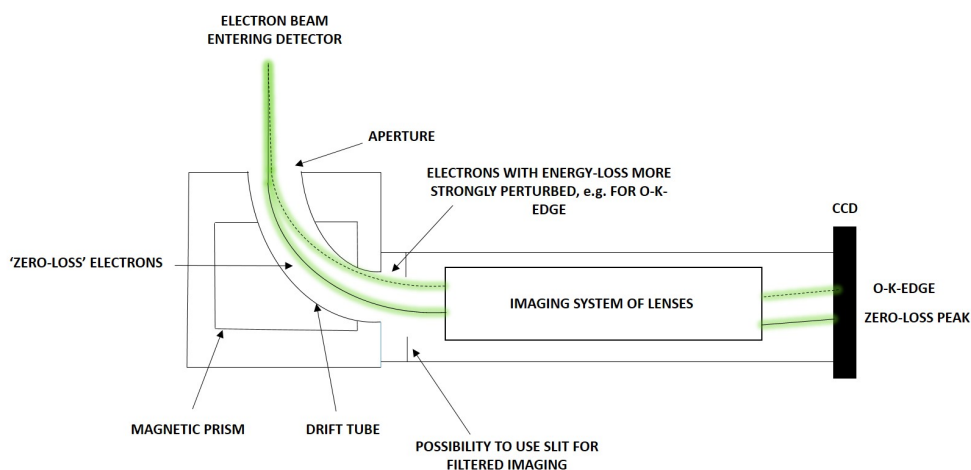 ELECTRON BEAM
ENTERING DETECTOR
APERTURE
ELECTRONS WITH ENERGY-LOSS MORE
STRONGLY PERTURBED, e.g. FOR O-K-
EDGE
CCD
'ZERO-LOSS' ELECTRONS
IMAGING SYSTEM OF LENSES
O-K-EDGE
ZERO-LOSS PEAK
MAGNETIC PRISM
DRIFT TUBE
POSSIBILITY TO USE SLIT FOR
FILTERED IMAGING